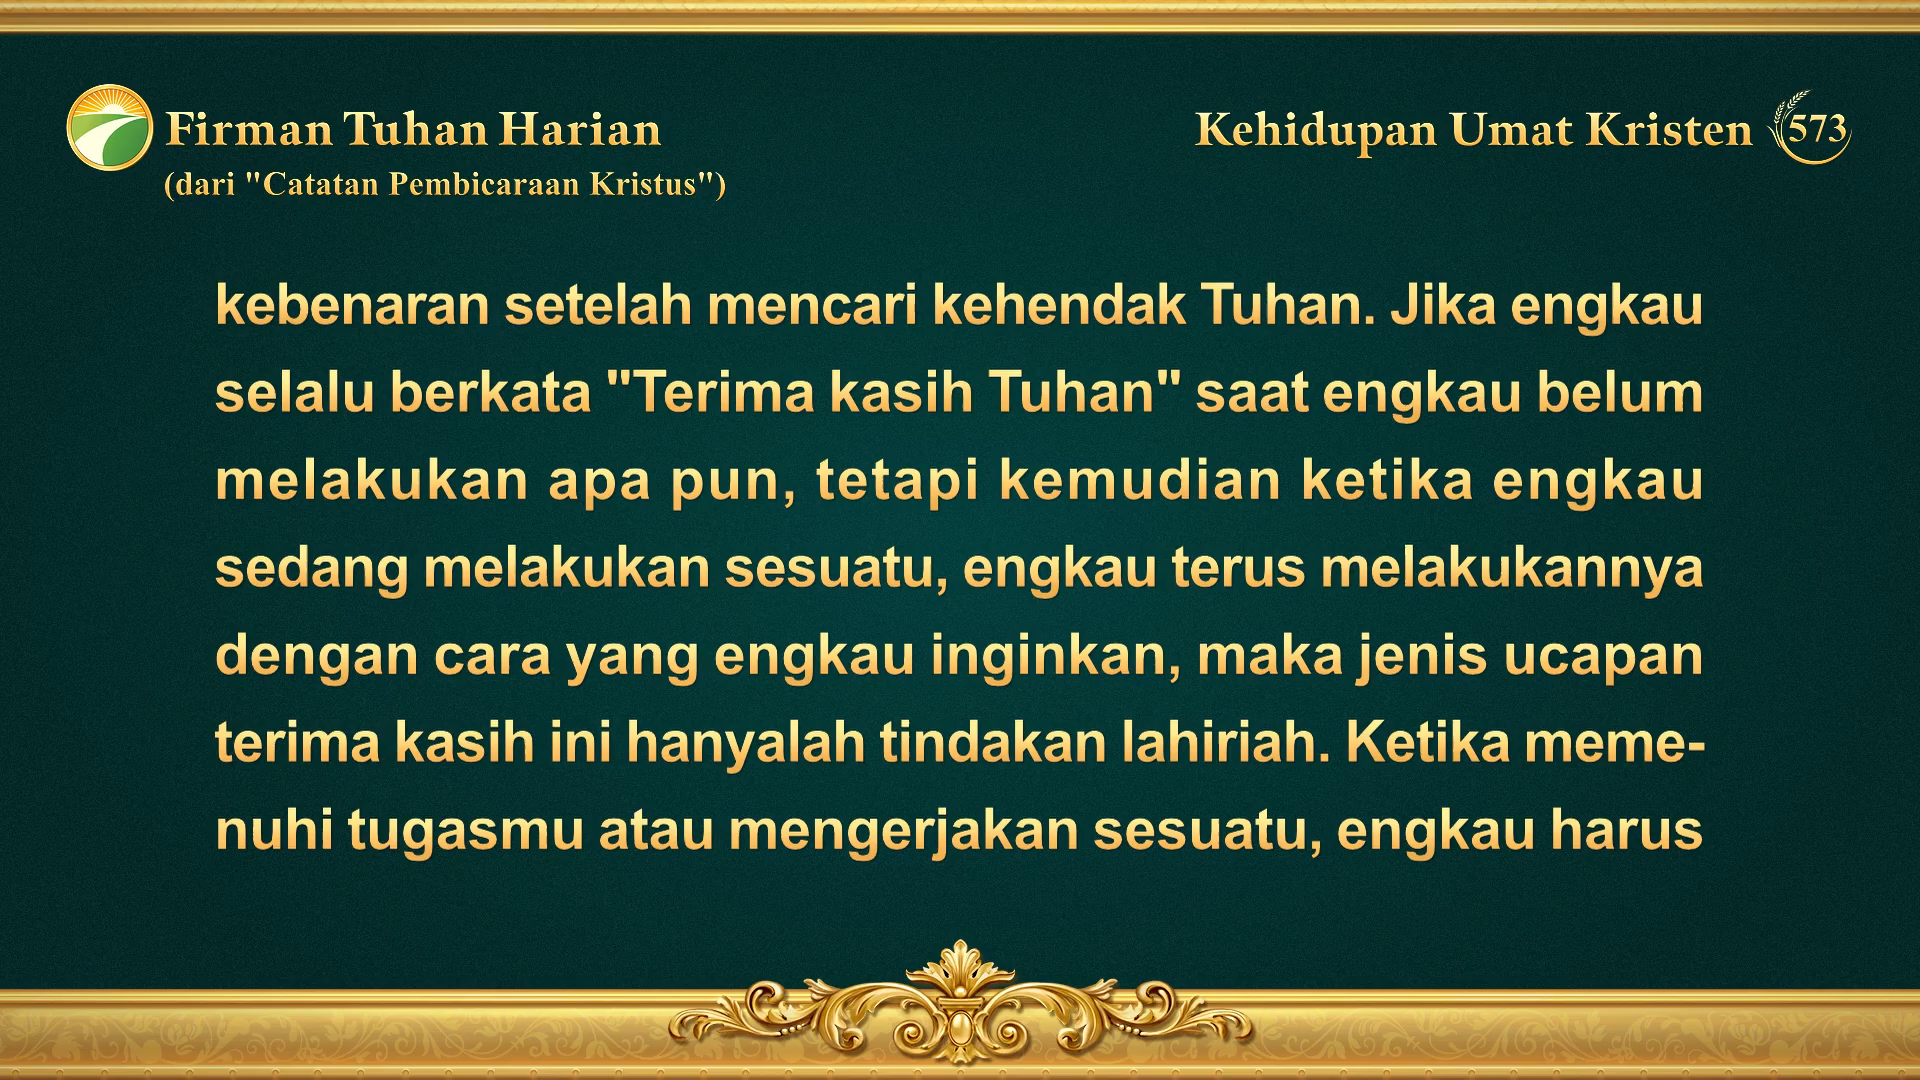 Firman Tuhan Harian
(dari "Catatan Pembicaraan Kristus")
Kehidupan Umat Kristen 573
kebenaran setelah mencari kehendak Tuhan. Jika engkau
selalu berkata "Terima kasih Tuhan" saat engkau belum
melakukan apa pun, tetapi kemudian ketika engkau
sedang melakukan sesuatu, engkau terus melakukannya
dengan cara yang engkau inginkan, maka jenis ucapan
terima kasih ini hanyalah tindakan lahiriah. Ketika meme-
nuhi tugasmu atau mengerjakan sesuatu, engkau harus